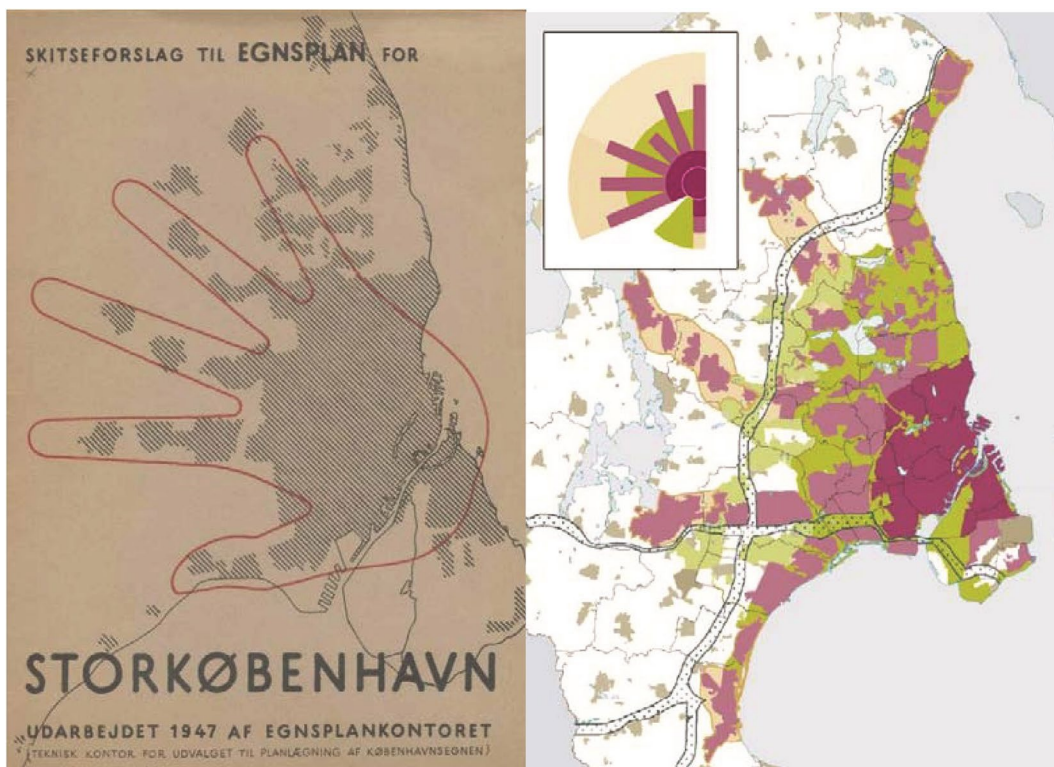 SKITSEFORSLAG TIL EGNSPLAN FOR
STORKØBENHAVN
UDARBEJDET 1947 AF EGNSPLANKONTORET
(TEKNISK KONTOR FOR UDVALGET TIL PLANLÆGNING AF KØBENHAVNSEGNEN)